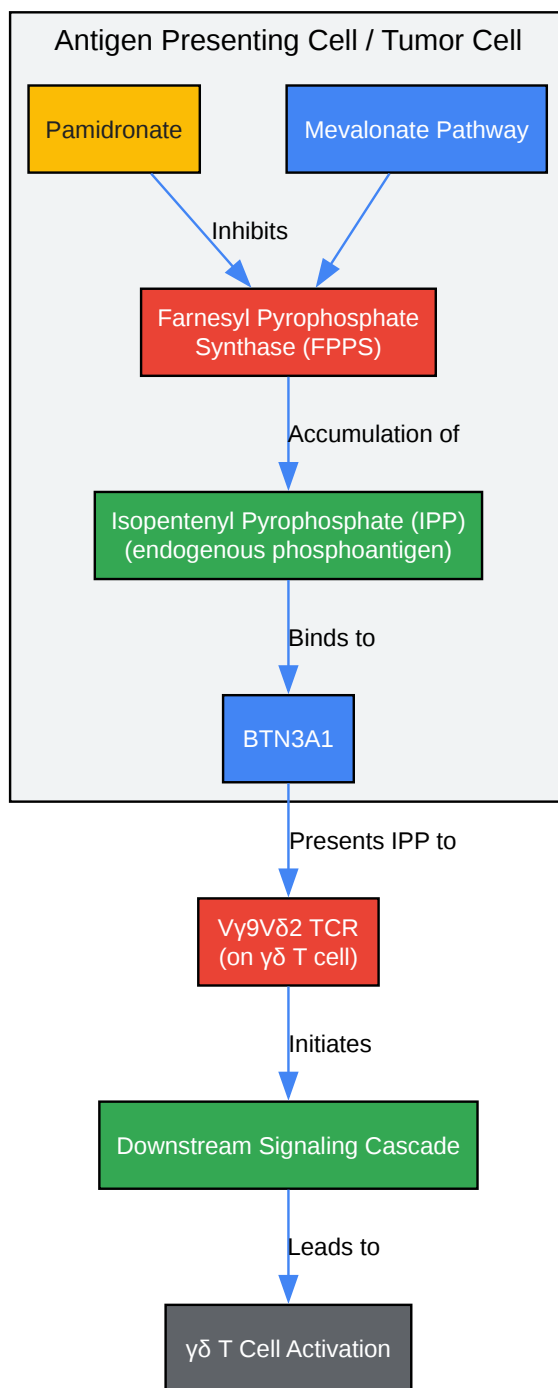 Antigen Presenting Cell / Tumor Cell
Pamidronate
Mevalonate Pathway
Inhibits
Farnesyl Pyrophosphate
Synthase (FPPS)
Accumulation of
Isopentenyl Pyrophosphate (IPP)
(endogenous phosphoantigen)
Binds to
BTN3A1
Presents IPP to
Vγ9Vδ2 TCR
(on γδ T cell)
Initiates
Downstream Signaling Cascade
Leads to
γδ T Cell Activation